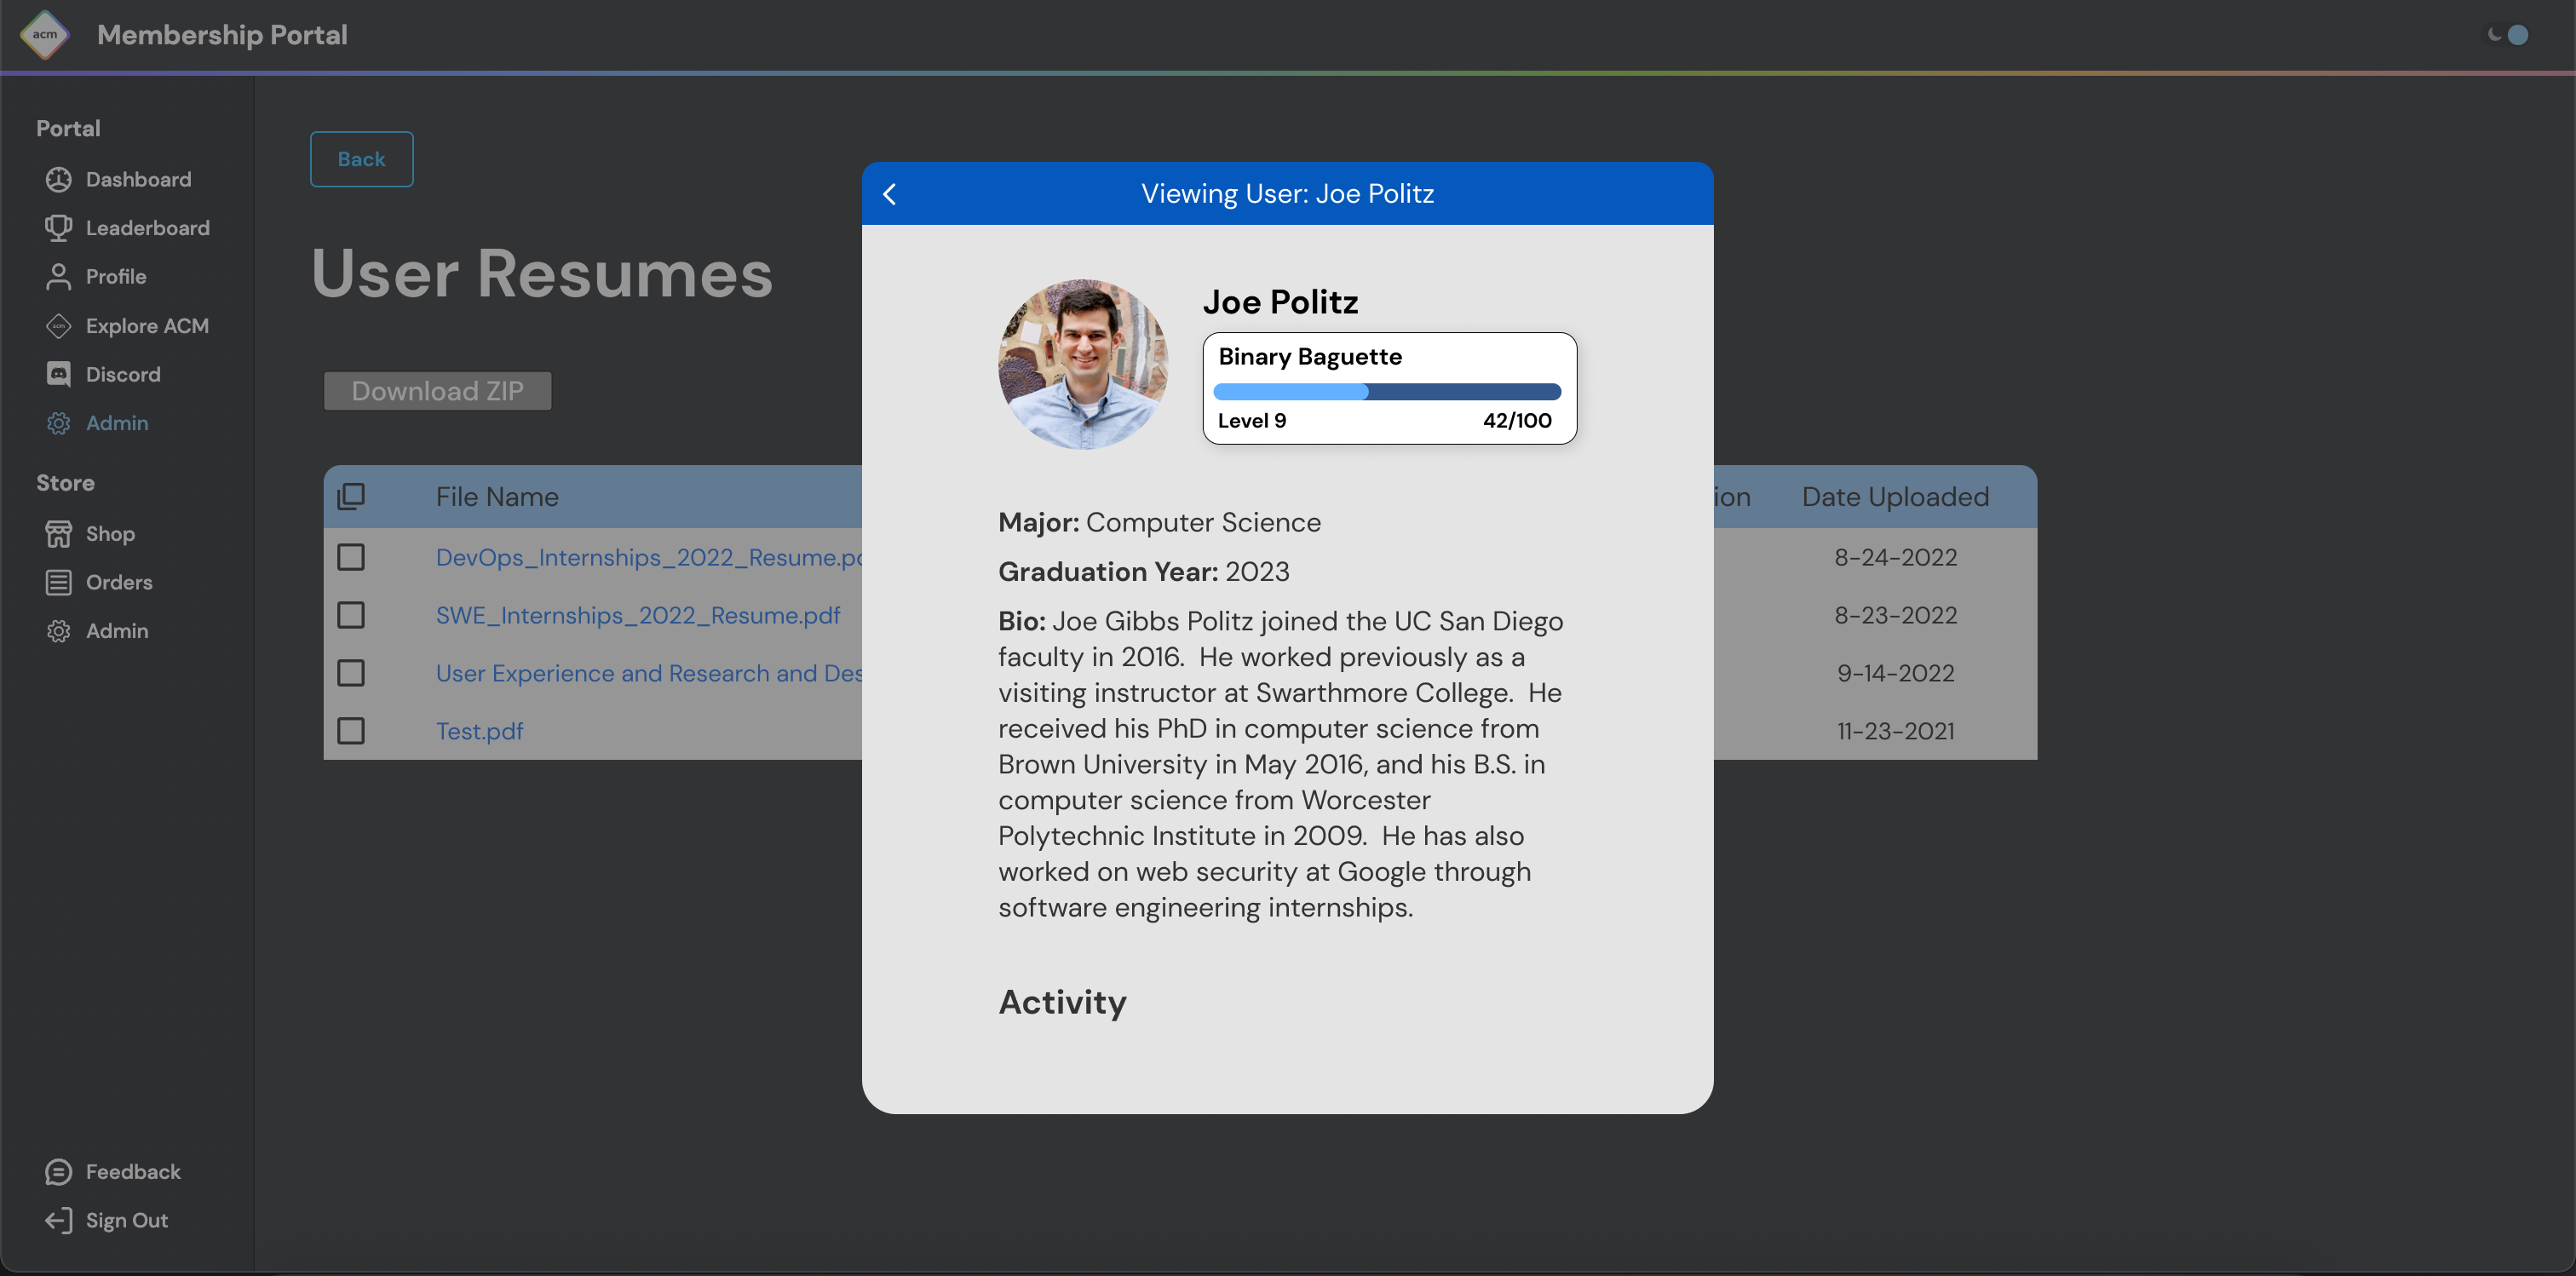 acm
Membership Portal
Portal
Dashboard
Leaderboard
Profile
acm
Explore ACM
Discord
Admin
Store
Shop
Orders
Admin
Feedback
Sign Out
Back
User Resumes
Download ZIP
File Name
ion
Date Uploaded
DevOps_Internships_2022_Resume.pd
8-24-2022
SWE_Internships_2022_Resume.pdf
8-23-2022
User Experience and Research and Des
9-14-2022
Test.pdf
11-23-2021
Viewing User: Joe Politz
Joe Politz
Binary Baguette
Level 9
42/100
Major: Computer Science
Graduation Year: 2023
Bio: Joe Gibbs Politz joined the UC San Diego
faculty in 2016.  He worked previously as a
visiting instructor at Swarthmore College.  He
received his PhD in computer science from
Brown University in May 2016, and his B.S. in
computer science from Worcester
Polytechnic Institute in 2009.  He has also
worked on web security at Google through
software engineering internships.
Activity